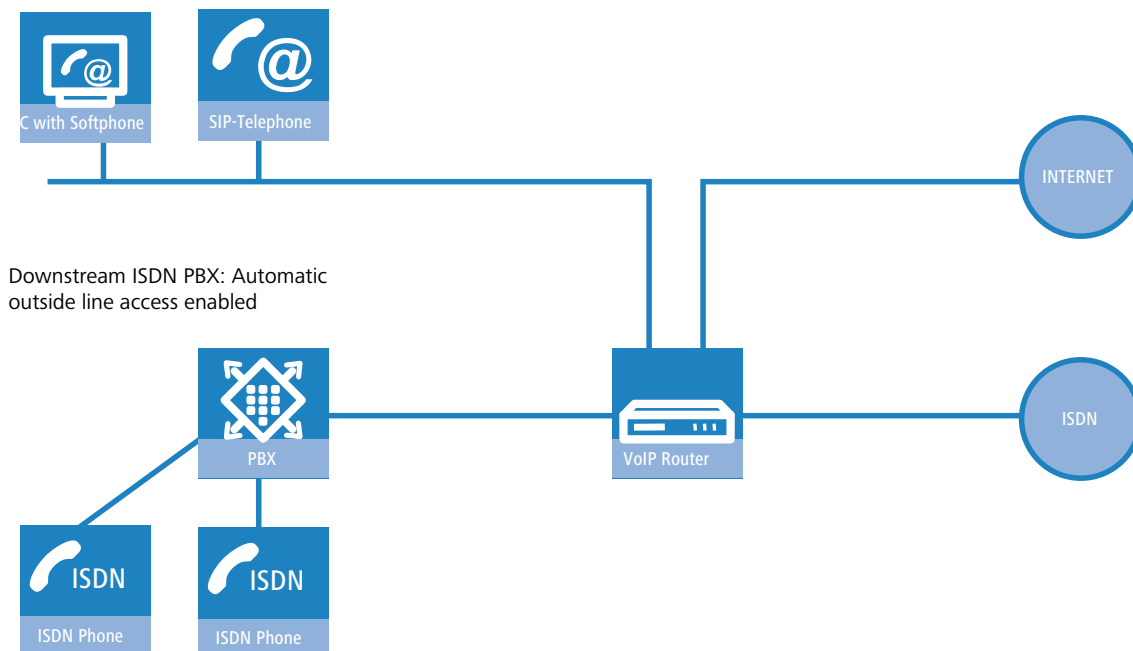 @
@
C with Softphone
SIP-Telephone
INTERNET
Downstream ISDN PBX: Automatic
outside line access enabled
PBX
VoIP Router
ISDN
ISDN
ISDN
ISDN Phone
ISDN Phone